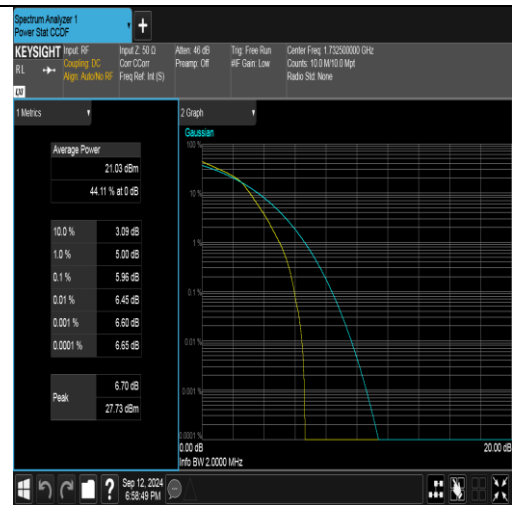 Spectrum Analyzer 1
Power Stat CCDF
+
KEYSIGHT
RL
LXI
Input: RF
Coupling: DC
Align: Auto/No RF
Input Z: 50 Ω
Corr CCorr
Freq Ref: Int (S)
Atten: 46 dB
Preamp: Off
Trig: Free Run
#IF Gain: Low
Center Freq: 1.732500000 GHz
Counts: 10.0 M/10.0 Mpt
Radio Std: None
1 Metrics
Average Power
21.03 dBm
44.11 % at 0 dB
10.0 % 3.09 dB
1.0 % 5.00 dB
0.1 % 5.96 dB
0.01 % 6.45 dB
0.001 % 6.60 dB
0.0001 % 6.65 dB
Peak
6.70 dB
27.73 dBm
2 Graph
Gaussian
100 %
10 %
1 %
0.1 %
0.01 %
0.001 %
0.0001 %
0.00 dB
20.00 dB
Info BW 2.0000 MHz
?
Sep 12, 2024
6:58:49 PM